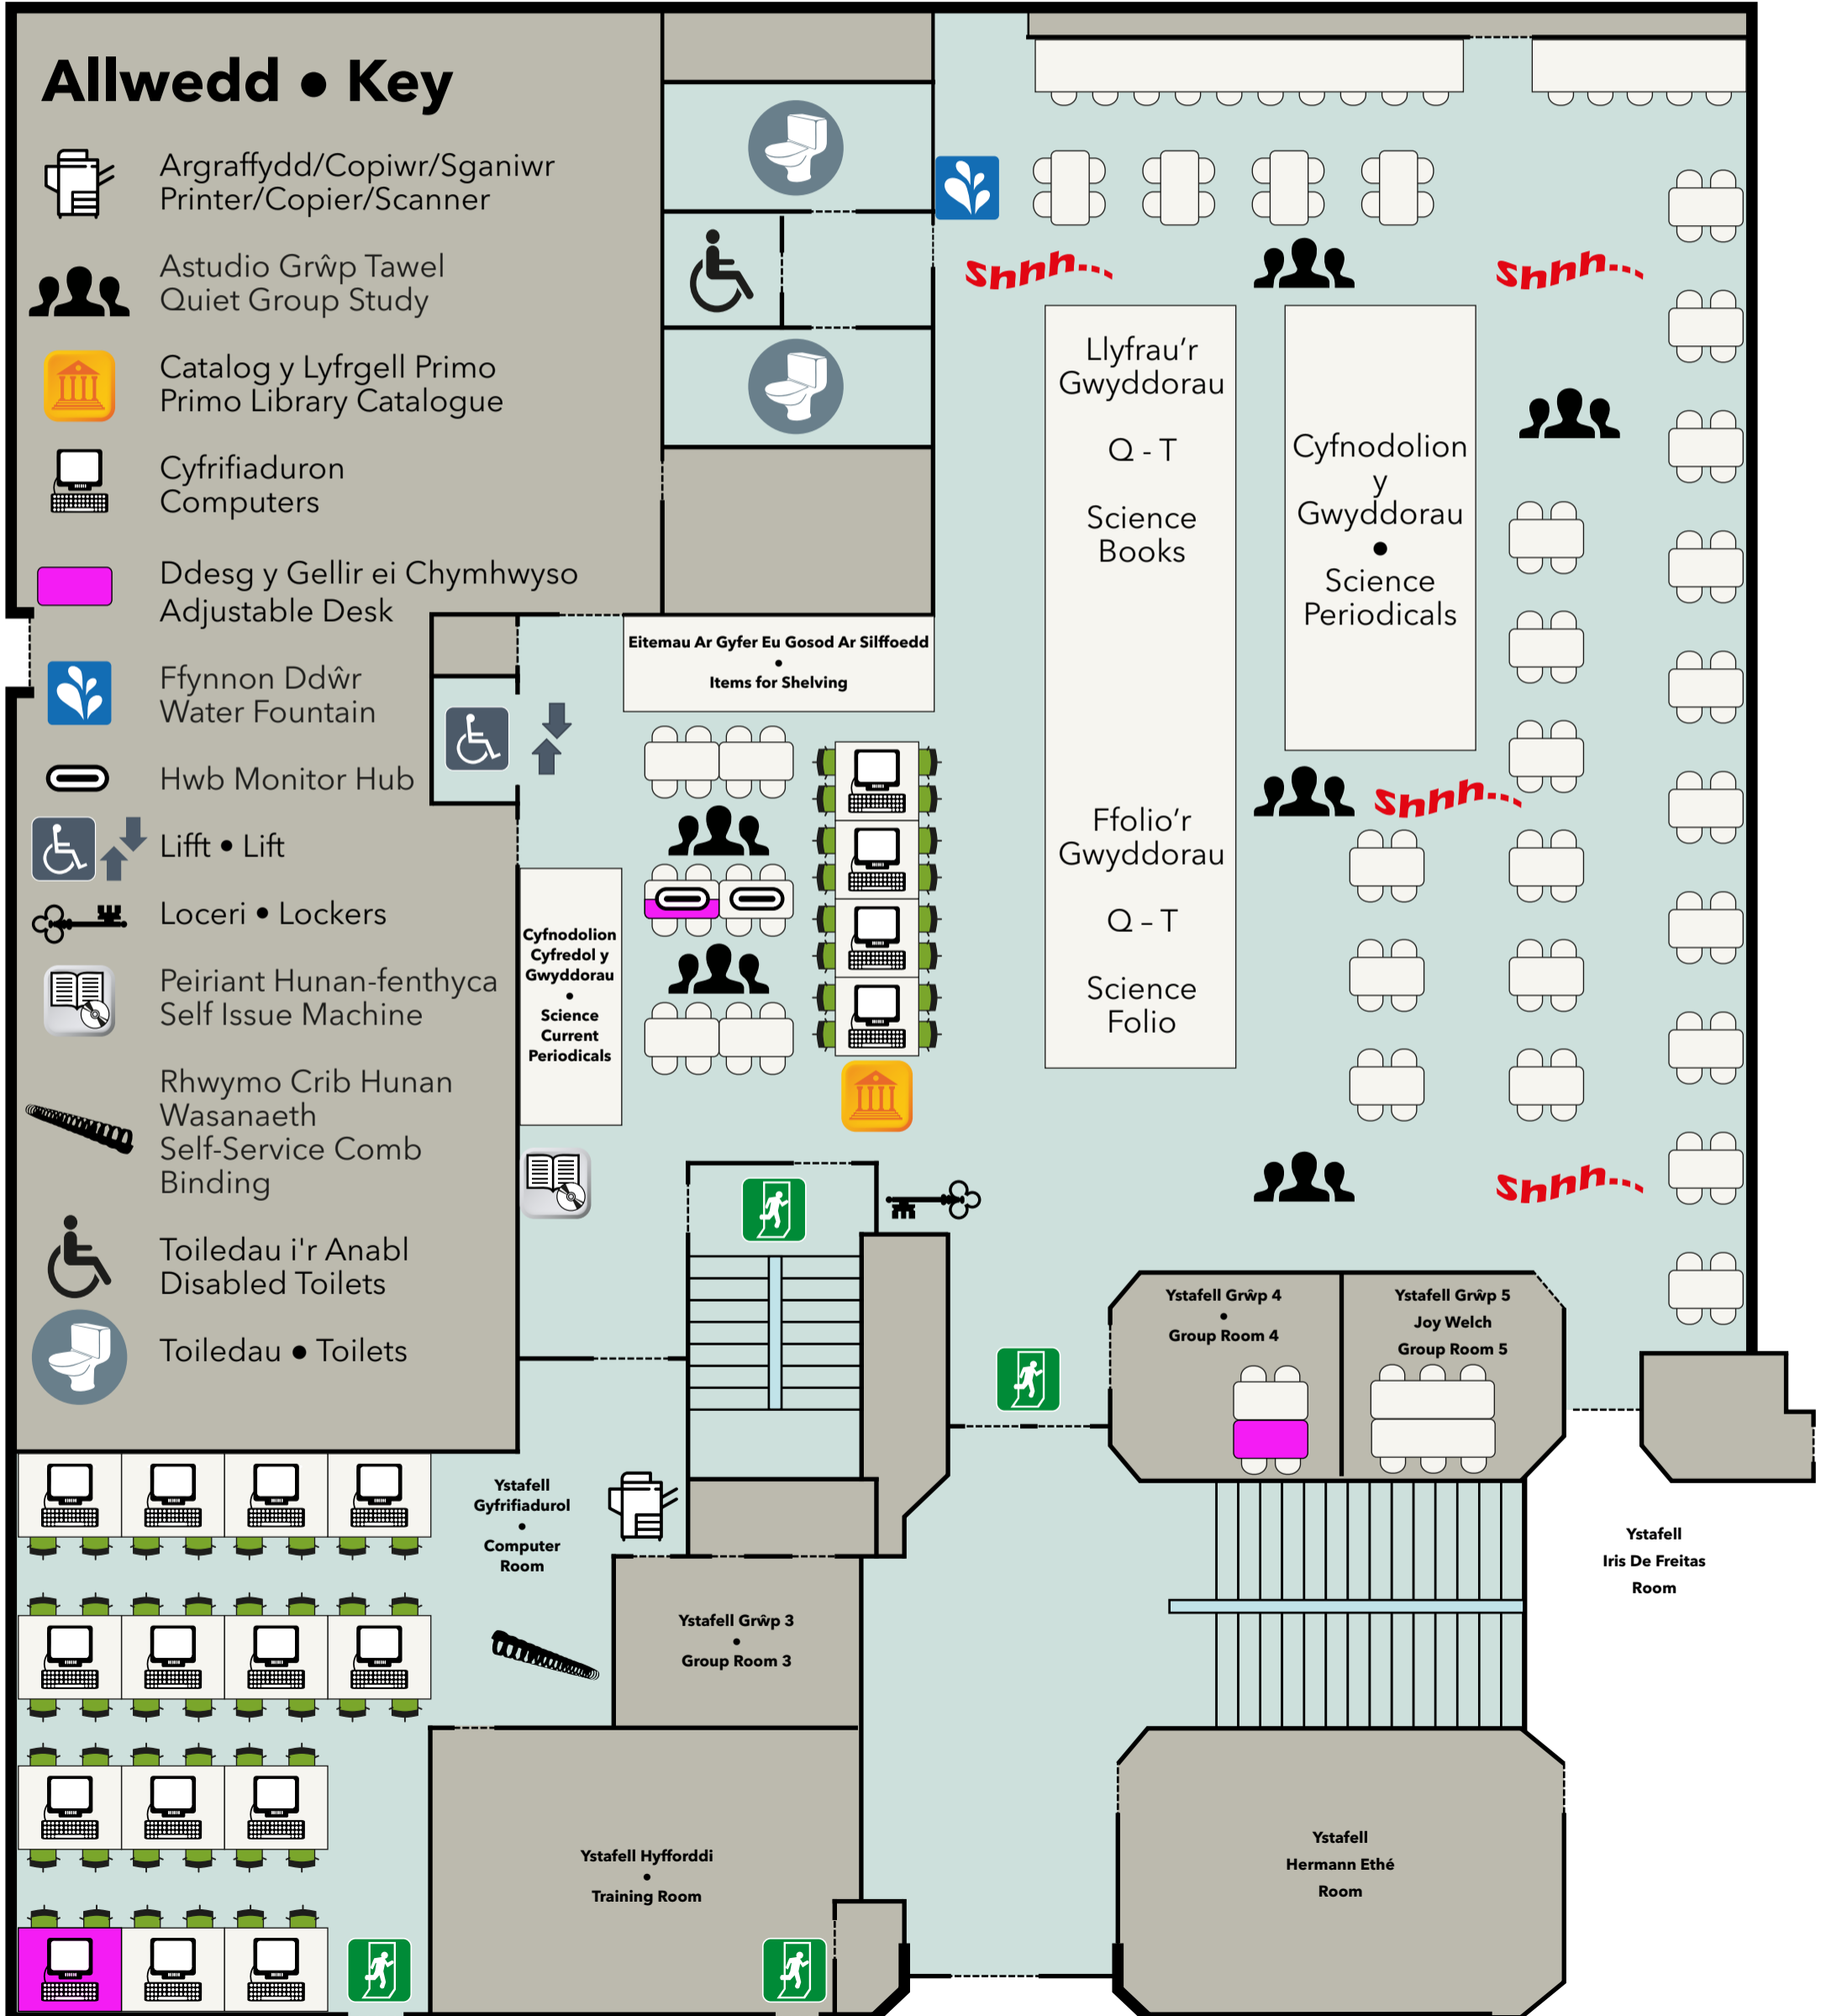 Allwedd • Key
Argraffydd/Copiwr/Sganiwr
Printer/Copier/Scanner
Astudio Grŵp Tawel
Quiet Group Study
Catalog y Lyfrgell Primo
Primo Library Catalogue
Cyfrifiaduron
Computers
Ddesg y Gellir ei Chymhwyso
Adjustable Desk
Ffynnon Ddŵr
Water Fountain
Hwb Monitor Hub
Lifft • Lift
Loceri • Lockers
Peiriant Hunan-fenthyca
Self Issue Machine
Rhwymo Crib Hunan
Wasanaeth
Self-Service Comb
Binding
Toiledau i'r Anabl
Disabled Toilets
Toiledau • Toilets
Shhh...
Shhh...
Llyfrau'r
Gwyddorau
Q - T
Science
Books
Ffolio'r
Gwyddorau
Q – T
Science
Folio
Cyfnodolion
y
Gwyddorau
•
Science
Periodicals
Shhh...
Shhh...
Eitemau Ar Gyfer Eu Gosod Ar Silffoedd
•
Items for Shelving
Cyfnodolion
Cyfredol y
Gwyddorau
•
Science
Current
Periodicals
Ystafell Grŵp 4
•
Group Room 4
Ystafell Grŵp 5
Joy Welch
Group Room 5
Ystafell
Gyfrifiadurol
•
Computer
Room
Ystafell Grŵp 3
•
Group Room 3
Ystafell
Iris De Freitas
Room
Ystafell Hyfforddi
•
Training Room
Ystafell
Hermann Ethé
Room